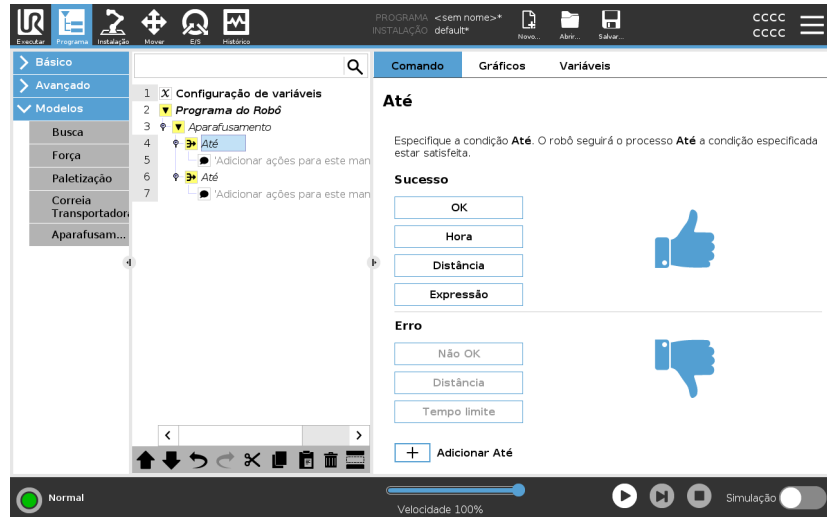 PROGRAMA <sem nome>*
INSTALAÇÃO default*
CCCC
CCCC
Executar Programa Instalação Mover E/S Histórico Novo... Abrir... Salvar...
Básico
Avançado
Modelos
Busca
Força
Paletização
Correia
Transportador
Aparafusam...
1 X Configuração de variáveis
2 Programa do Robô
3 Aparafusamento
4 Até
5 'Adicionar ações para este man
6 Até
7 'Adicionar ações para este man
Comando Gráficos Variáveis
Até
Especifique a condição Até. O robô seguirá o processo Até a condição especificada
estar satisfeita.
Sucesso
OK
Hora
Distância
Expressão
Erro
Não OK
Distância
Tempo limite
+ Adicionar Até
Normal
Velocidade 100%
Simulação